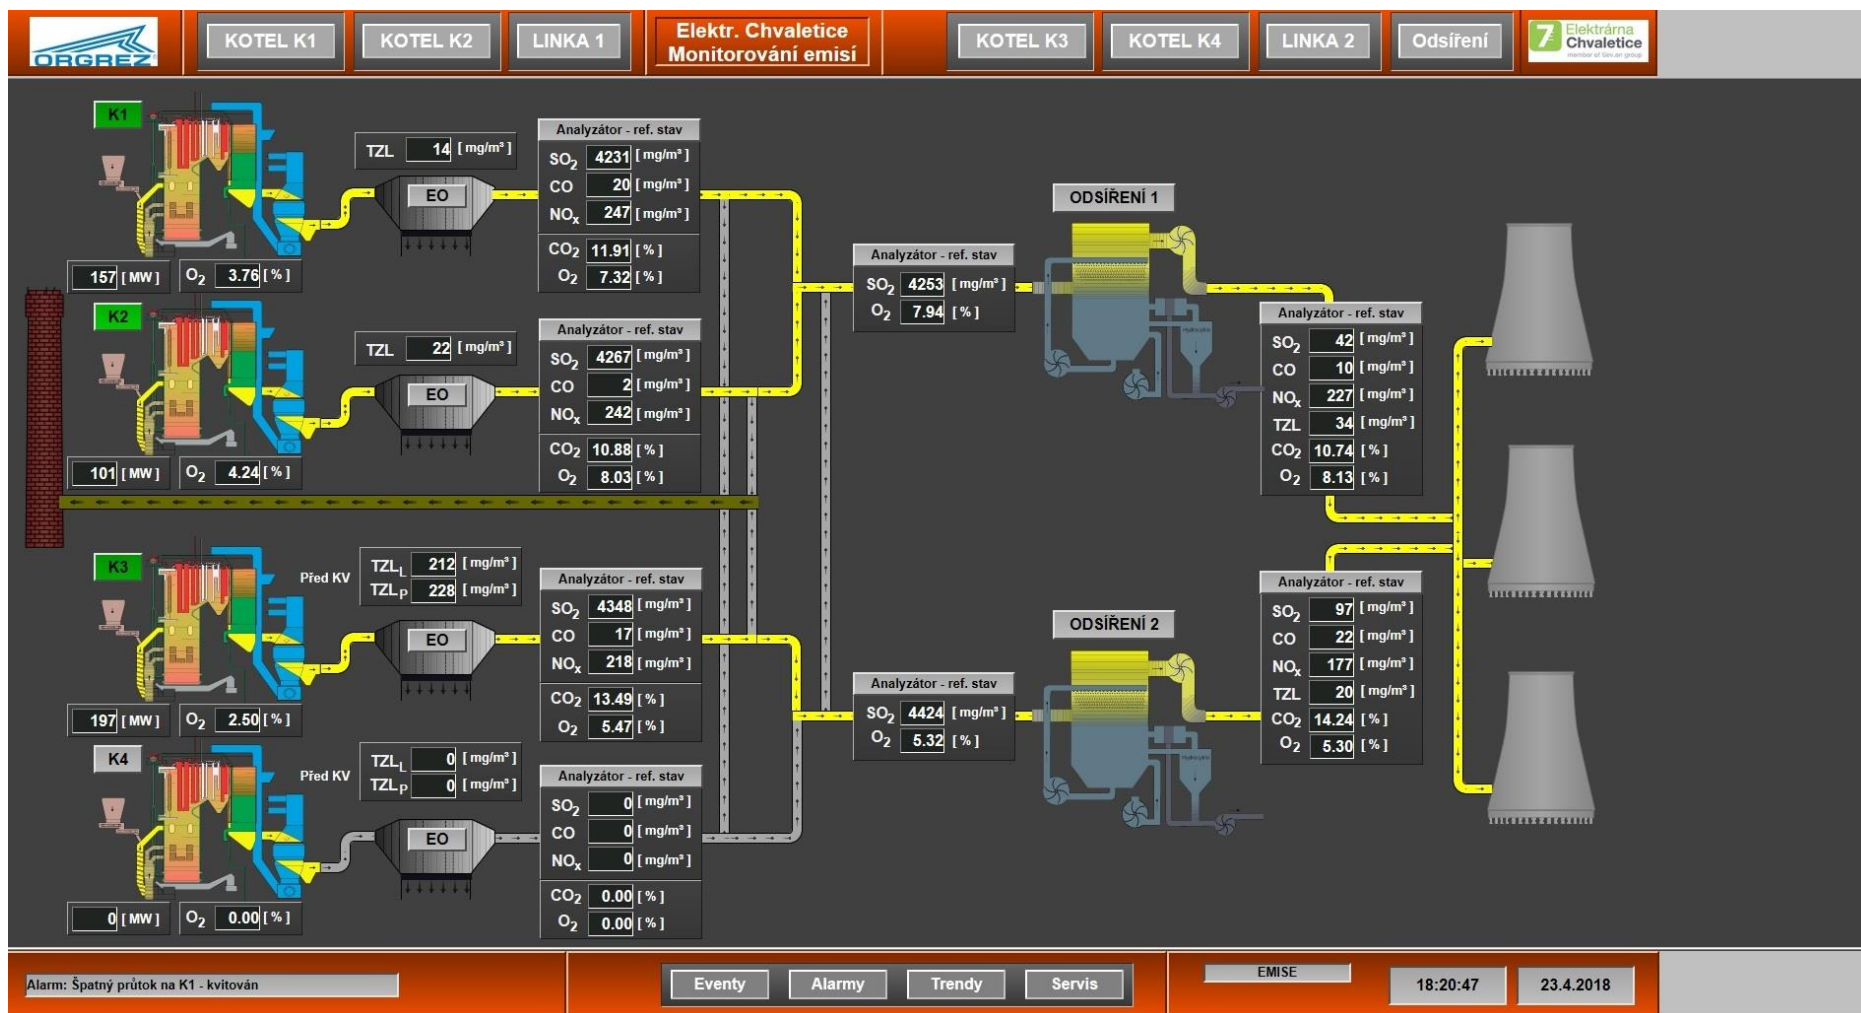 ORGREZ
KOTEL K1
KOTEL K2
LINKA 1
Elektr. Chvaletice
Monitorování emisí
KOTEL K3
KOTEL K4
LINKA 2
Odsíření
7
Elektrárna
Chvaletice
member of Sev.en group
K1
TZL 14 [ mg/m³ ]
EO
157 [ MW ]
O₂ 3.76 [ % ]
Analyzátor - ref. stav
SO₂ 4231 [ mg/m³ ]
CO 20 [ mg/m³ ]
NOₓ 247 [ mg/m³ ]
CO₂ 11.91 [ % ]
O₂ 7.32 [ % ]
K2
TZL 22 [ mg/m³ ]
EO
101 [ MW ]
O₂ 4.24 [ % ]
Analyzátor - ref. stav
SO₂ 4267 [ mg/m³ ]
CO 2 [ mg/m³ ]
NOₓ 242 [ mg/m³ ]
CO₂ 10.88 [ % ]
O₂ 8.03 [ % ]
Analyzátor - ref. stav
SO₂ 4253 [ mg/m³ ]
O₂ 7.94 [ % ]
ODSÍŘENÍ 1
Analyzátor - ref. stav
SO₂ 42 [ mg/m³ ]
CO 10 [ mg/m³ ]
NOₓ 227 [ mg/m³ ]
TZL 34 [ mg/m³ ]
CO₂ 10.74 [ % ]
O₂ 8.13 [ % ]
K3
Před KV
TZL_L 212 [ mg/m³ ]
TZL_P 228 [ mg/m³ ]
EO
197 [ MW ]
O₂ 2.50 [ % ]
Analyzátor - ref. stav
SO₂ 4348 [ mg/m³ ]
CO 17 [ mg/m³ ]
NOₓ 218 [ mg/m³ ]
CO₂ 13.49 [ % ]
O₂ 5.47 [ % ]
K4
Před KV
TZL_L 0 [ mg/m³ ]
TZL_P 0 [ mg/m³ ]
EO
0 [ MW ]
O₂ 0.00 [ % ]
Analyzátor - ref. stav
SO₂ 0 [ mg/m³ ]
CO 0 [ mg/m³ ]
NOₓ 0 [ mg/m³ ]
CO₂ 0.00 [ % ]
O₂ 0.00 [ % ]
Analyzátor - ref. stav
SO₂ 4424 [ mg/m³ ]
O₂ 5.32 [ % ]
ODSÍŘENÍ 2
Analyzátor - ref. stav
SO₂ 97 [ mg/m³ ]
CO 22 [ mg/m³ ]
NOₓ 177 [ mg/m³ ]
TZL 20 [ mg/m³ ]
CO₂ 14.24 [ % ]
O₂ 5.30 [ % ]
Alarm: Špatný průtok na K1 - kvitován
Eventy
Alarmy
Trendy
Servis
EMISE
18:20:47
23.4.2018